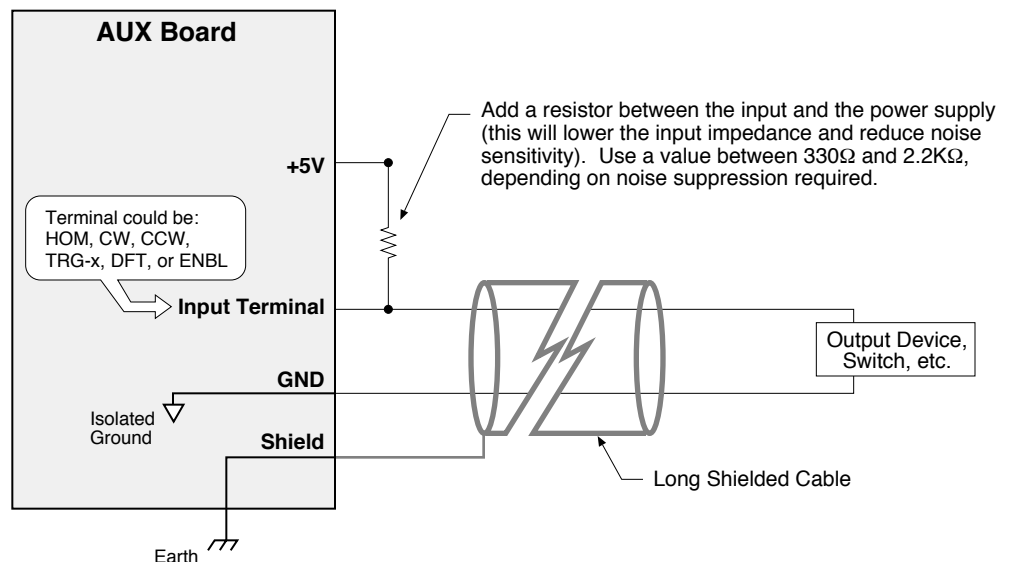 AUX Board
Add a resistor between the input and the power supply
(this will lower the input impedance and reduce noise
sensitivity).  Use a value between 330Ω and 2.2KΩ,
depending on noise suppression required.
+5V
Terminal could be:
HOM, CW, CCW,
TRG-x, DFT, or ENBL
Input Terminal
Output Device,
Switch, etc.
GND
Isolated
Ground
Shield
Long Shielded Cable
Earth